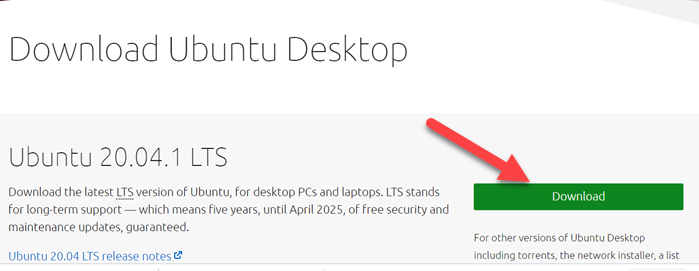 Download Ubuntu Desktop
Ubuntu 20.04.1 LTS
Download the latest LTS version of Ubuntu, for desktop PCs and laptops. LTS stands
for long-term support — which means five years, until April 2025, of free security and
maintenance updates, guaranteed.
Ubuntu 20.04 LTS release notes
Download
For other versions of Ubuntu Desktop
including torrents, the network installer, a list